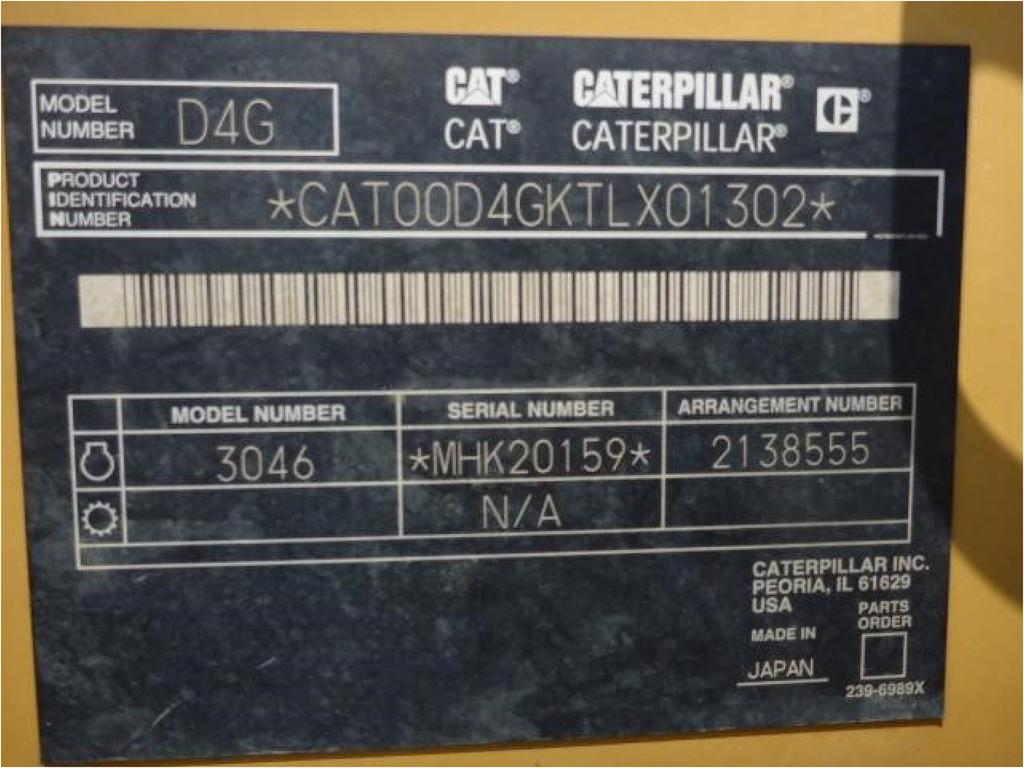 MODEL NUMBER D4G
CAT® CATERPILLAR® ®
CAT® CATERPILLAR®
PRODUCT IDENTIFICATION NUMBER *CAT00D4GKTLX01302*
MODEL NUMBER SERIAL NUMBER ARRANGEMENT NUMBER
3046 *MHK20159* 2138555
N/A
CATERPILLAR INC.
PEORIA, IL 61629
USA
PARTS
ORDER
MADE IN
JAPAN
239-6989X